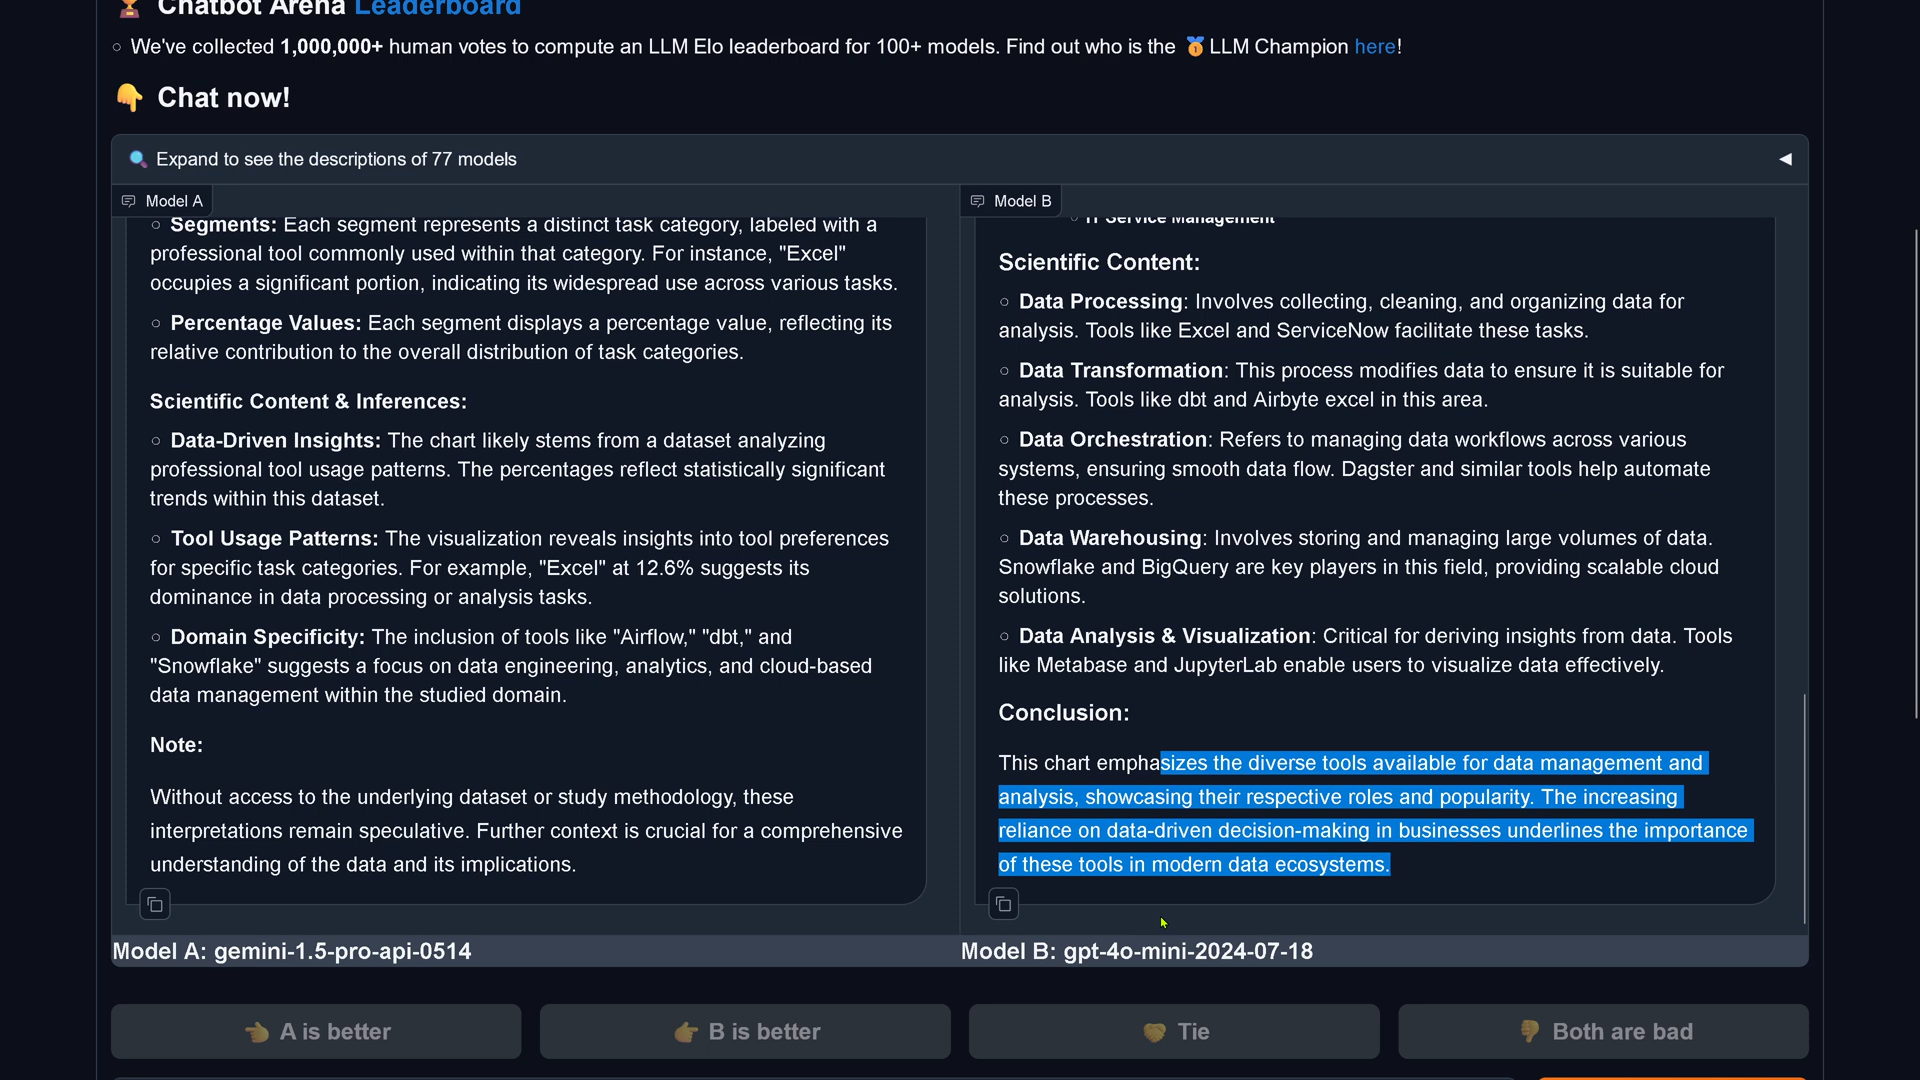 Chatbot Arena Leaderboard
We've collected 1,000,000+ human votes to compute an LLM Elo leaderboard for 100+ models. Find out who is the 🥇LLM Champion here!
👇 Chat now!
🔍 Expand to see the descriptions of 77 models
Model A
Segments: Each segment represents a distinct task category, labeled with a
professional tool commonly used within that category. For instance, "Excel"
occupies a significant portion, indicating its widespread use across various tasks.
Percentage Values: Each segment displays a percentage value, reflecting its
relative contribution to the overall distribution of task categories.
Scientific Content & Inferences:
Data-Driven Insights: The chart likely stems from a dataset analyzing
professional tool usage patterns. The percentages reflect statistically significant
trends within this dataset.
Tool Usage Patterns: The visualization reveals insights into tool preferences
for specific task categories. For example, "Excel" at 12.6% suggests its
dominance in data processing or analysis tasks.
Domain Specificity: The inclusion of tools like "Airflow," "dbt," and
"Snowflake" suggests a focus on data engineering, analytics, and cloud-based
data management within the studied domain.
Note:
Without access to the underlying dataset or study methodology, these
interpretations remain speculative. Further context is crucial for a comprehensive
understanding of the data and its implications.
Model B
IT Service Management
Scientific Content:
Data Processing: Involves collecting, cleaning, and organizing data for
analysis. Tools like Excel and ServiceNow facilitate these tasks.
Data Transformation: This process modifies data to ensure it is suitable for
analysis. Tools like dbt and Airbyte excel in this area.
Data Orchestration: Refers to managing data workflows across various
systems, ensuring smooth data flow. Dagster and similar tools help automate
these processes.
Data Warehousing: Involves storing and managing large volumes of data.
Snowflake and BigQuery are key players in this field, providing scalable cloud
solutions.
Data Analysis & Visualization: Critical for deriving insights from data. Tools
like Metabase and JupyterLab enable users to visualize data effectively.
Conclusion:
This chart emphasizes the diverse tools available for data management and
analysis, showcasing their respective roles and popularity. The increasing
reliance on data-driven decision-making in businesses underlines the importance
of these tools in modern data ecosystems.
Model A: gemini-1.5-pro-api-0514
Model B: gpt-4o-mini-2024-07-18
👈 A is better
👉 B is better
🤝 Tie
👎 Both are bad